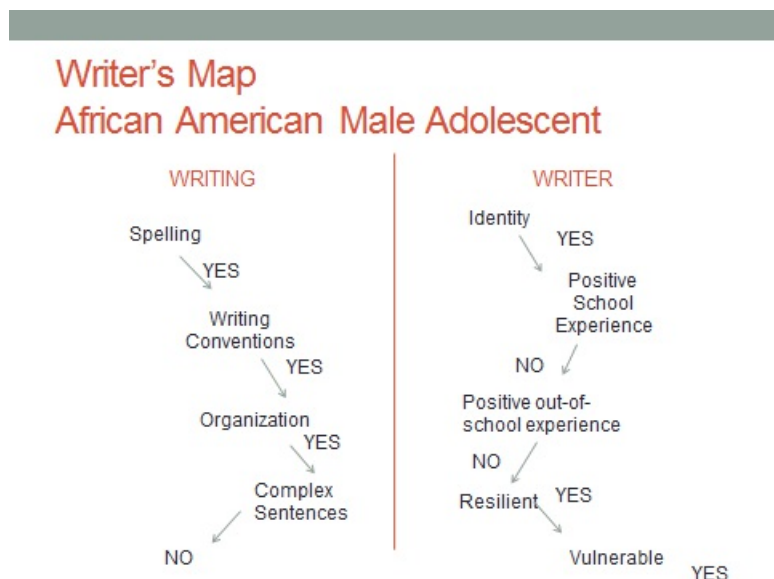 Writer's Map
African American Male Adolescent
WRITING
Spelling
YES
Writing
Conventions
YES
Organization
YES
Complex
Sentences
NO
WRITER
Identity
YES
Positive
School
Experience
NO
Positive out-of-
school experience
NO
Resilient
YES
Vulnerable
YES